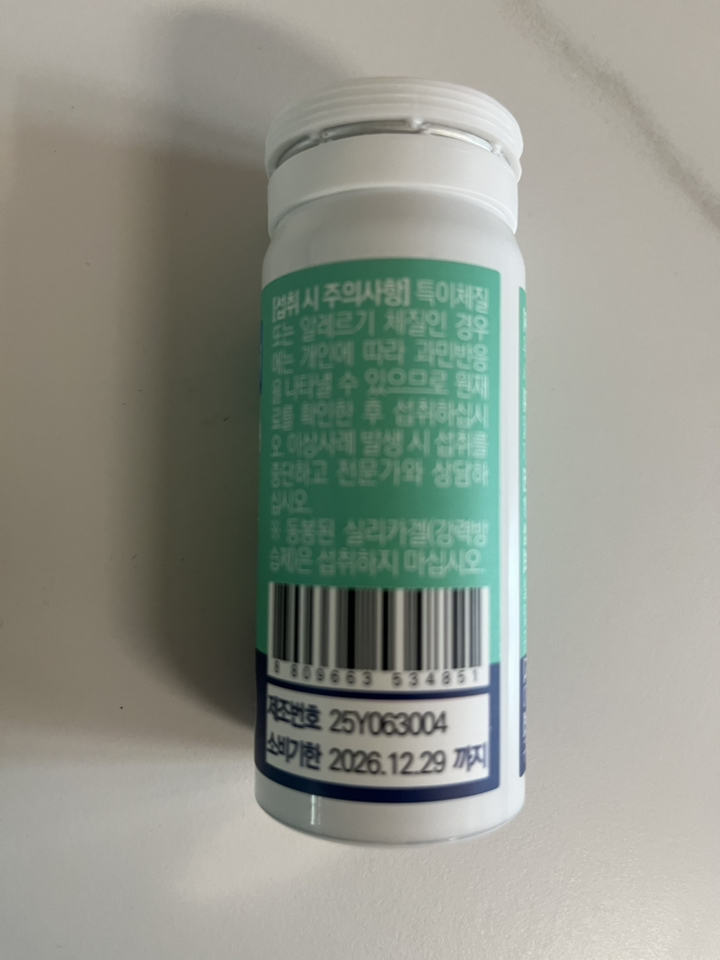 [섭취 시 주의사항] 특이체질
또는 알레르기 체질인 경우
에는 개인에 따라 과민반응
을 나타낼 수 있으므로 원재
료를 확인한 후 섭취하십시
오 이상사례 발생 시 섭취를
중단하고 전문가와 상담하
십시오
※ 동봉된 실리카겔(강력방
습제)은 섭취하지 마십시오.
8 809663 534851
제조번호 25Y063004
소비기한 2026.12.29 까지